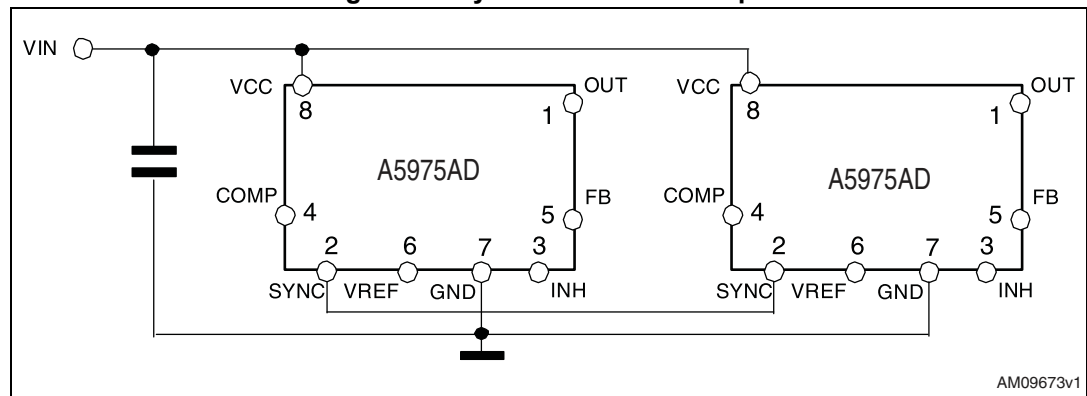 VIN
VCC
8
OUT
1
A5975AD
COMP
4
FB
5
2
6
7
3
SYNC
VREF
GND
INH
VCC
8
OUT
1
A5975AD
COMP
4
FB
5
2
6
7
3
SYNC
VREF
GND
INH
AM09673v1